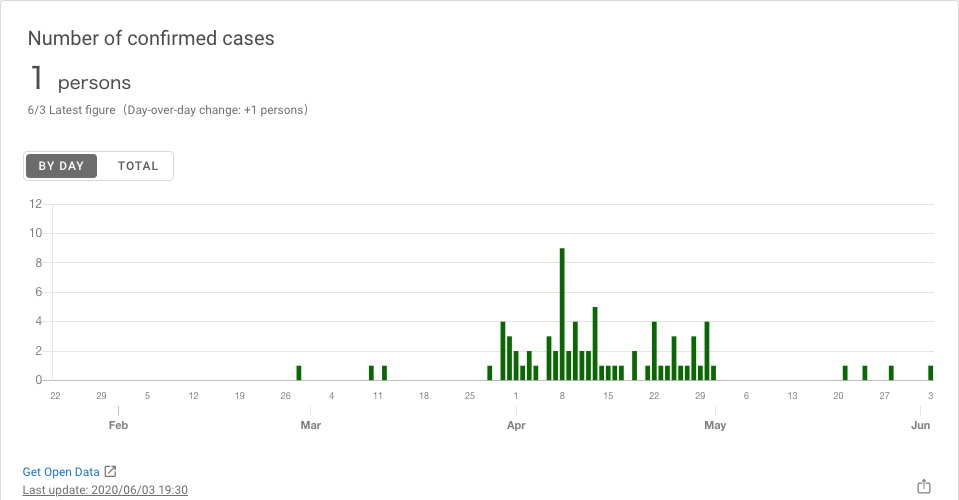 Number of confirmed cases
1 persons
6/3 Latest figure（Day-over-day change: +1 persons）
BY DAY TOTAL
12
10
8
6
4
2
0
22 29 5 12 19 26 4 11 18 25 1 8 15 22 29 6 13 20 27 3
Feb Mar Apr May Jun
Get Open Data
Last update: 2020/06/03 19:30